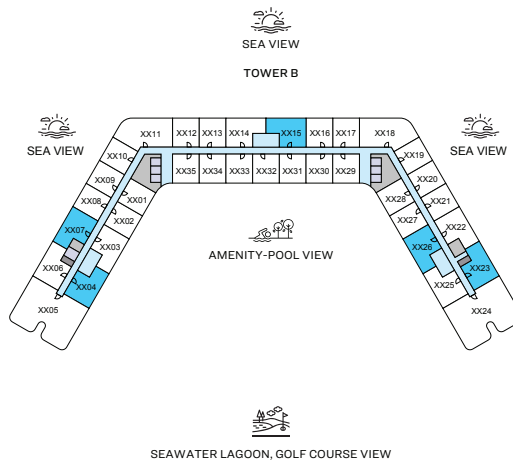 SEA VIEW
TOWER B
SEA VIEW
SEA VIEW
XX11
XX12
XX13
XX14
XX15
XX16
XX17
XX18
XX10
XX19
XX35
XX34
XX33
XX32
XX31
XX30
XX29
XX09
XX20
XX08
XX01
XX28
XX21
XX07
XX02
XX27
XX22
XX03
AMENITY-POOL VIEW
XX26
XX06
XX23
XX04
XX25
XX05
XX24
SEAWATER LAGOON, GOLF COURSE VIEW